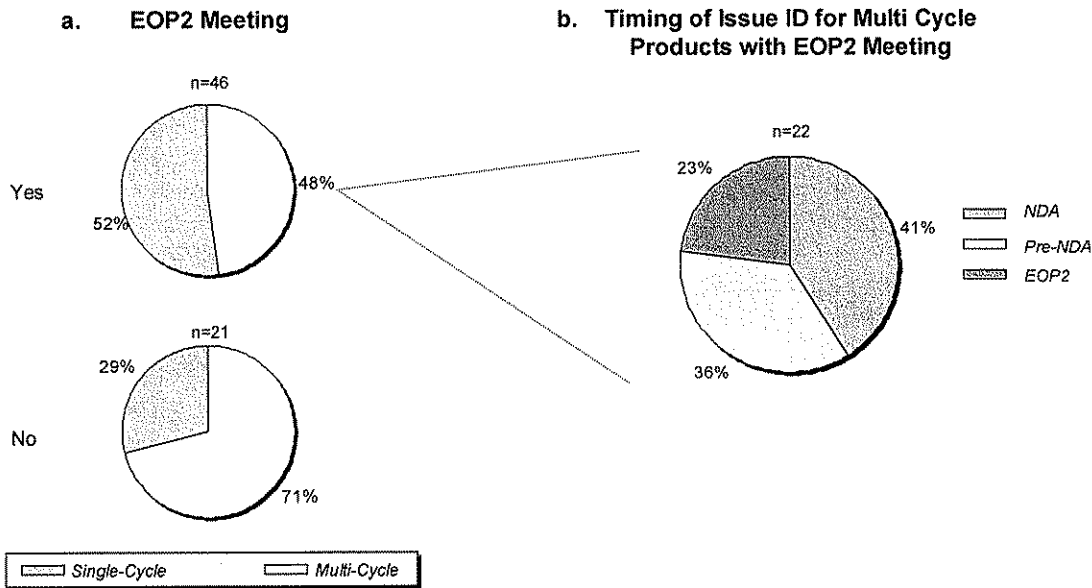 a. EOP2 Meeting
n=46
Yes
48%
52%
n=21
29%
No
71%
Single-Cycle Multi-Cycle
b. Timing of Issue ID for Multi Cycle
Products with EOP2 Meeting
n=22
23%
41%
36%
NDA
Pre-NDA
EOP2